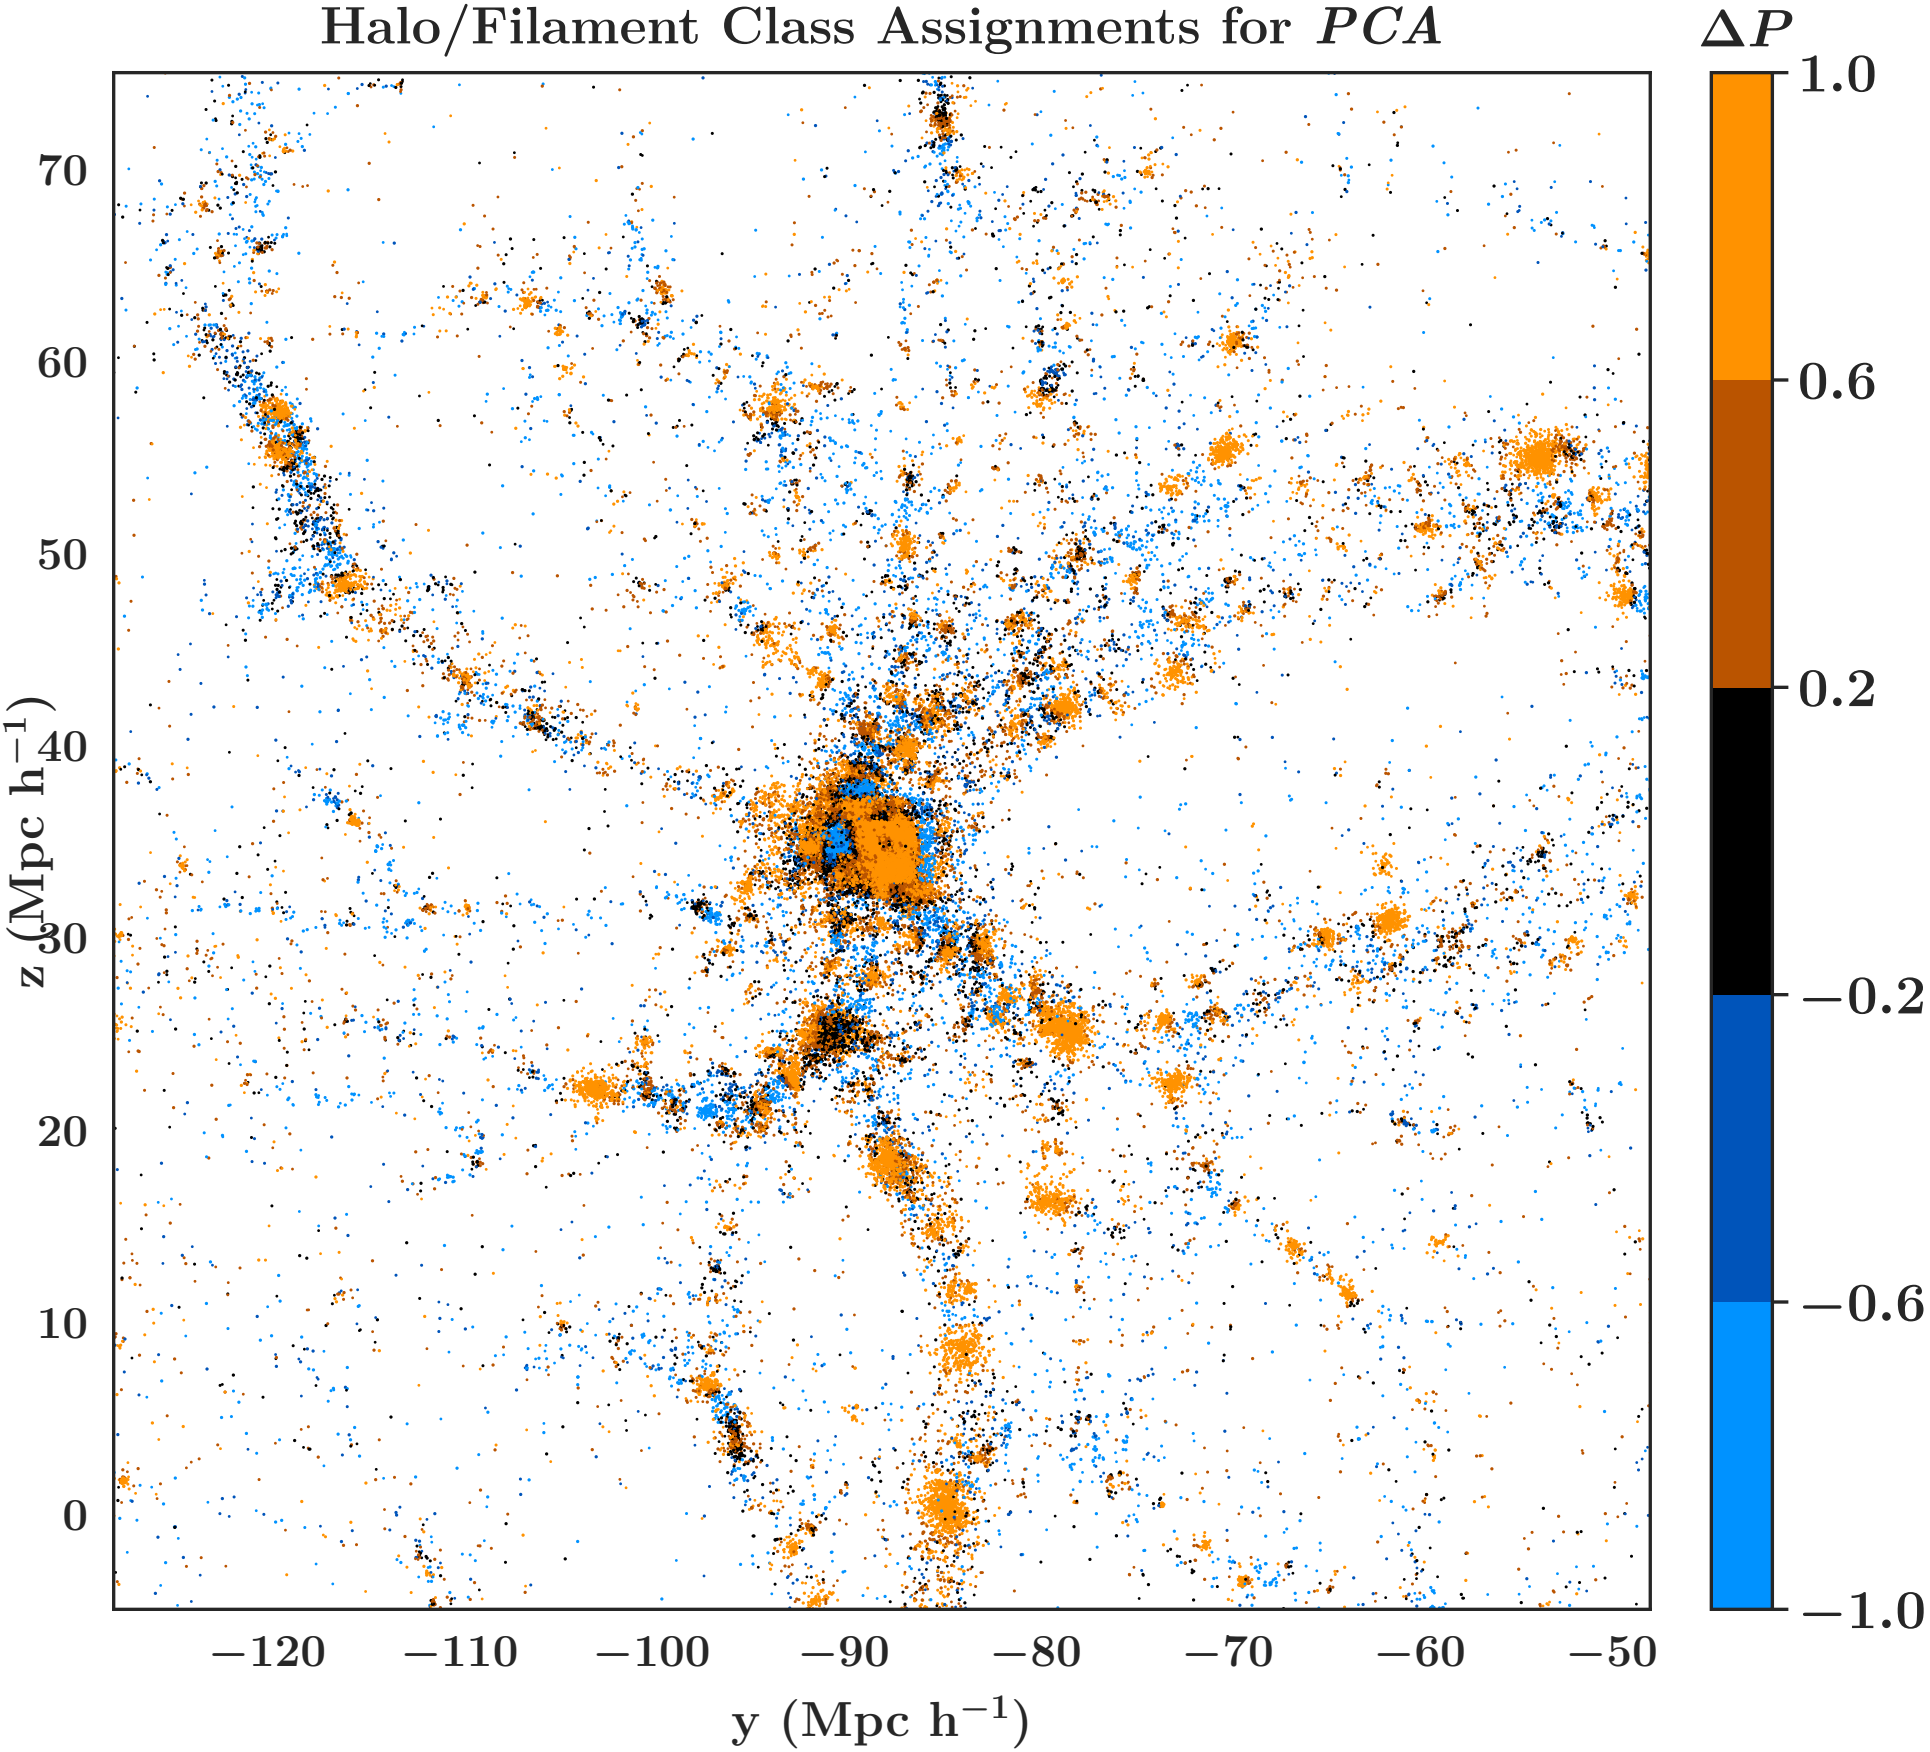 Halo/Filament Class Assignments for PCA
ΔP
1.0
0.6
0.2
−0.2
−0.6
−1.0
z (Mpc h⁻¹)
70
60
50
40
30
20
10
0
−120 −110 −100 −90 −80 −70 −60 −50
y (Mpc h⁻¹)